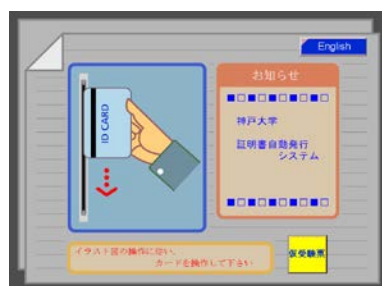 English
ID CARD
お知らせ
■□■□■□■□■□
神戸大学
証明書自動発行
システム
■□■□■□■□■□
イラスト図の操作に従い、
カードを操作して下さい
仮受験票